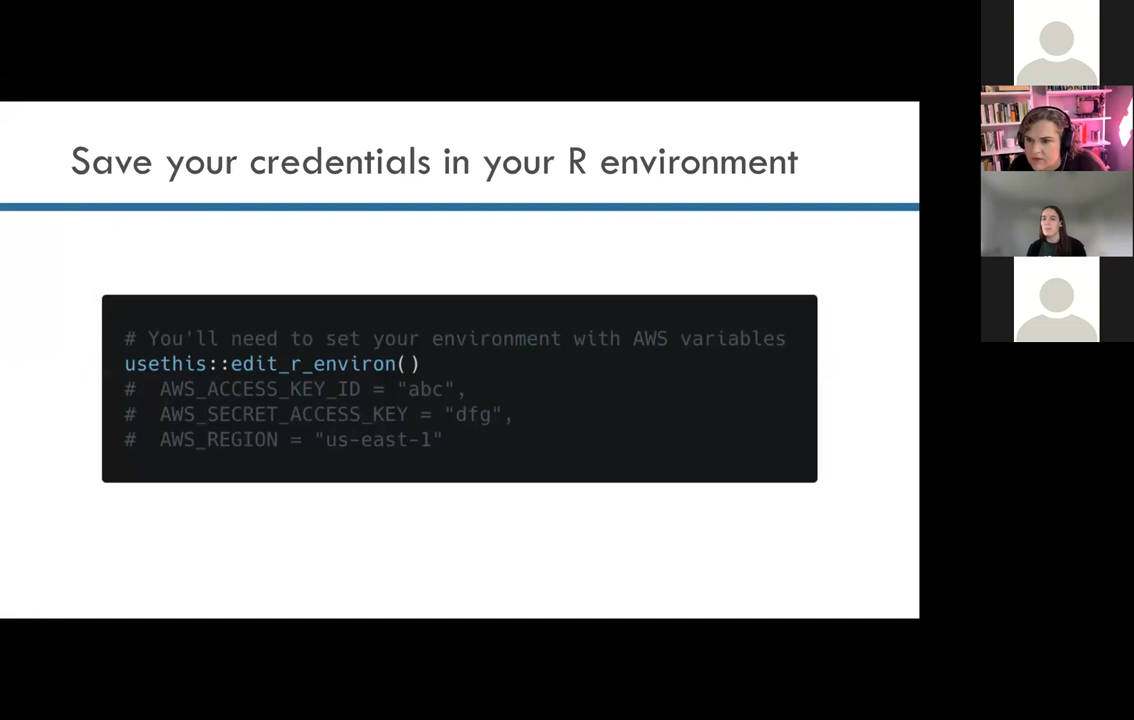 Save your credentials in your R environment
# You'll need to set your environment with AWS variables
usethis::edit_r_environ()
#  AWS_ACCESS_KEY_ID = "abc",
#  AWS_SECRET_ACCESS_KEY = "dfg",
#  AWS_REGION = "us-east-1"